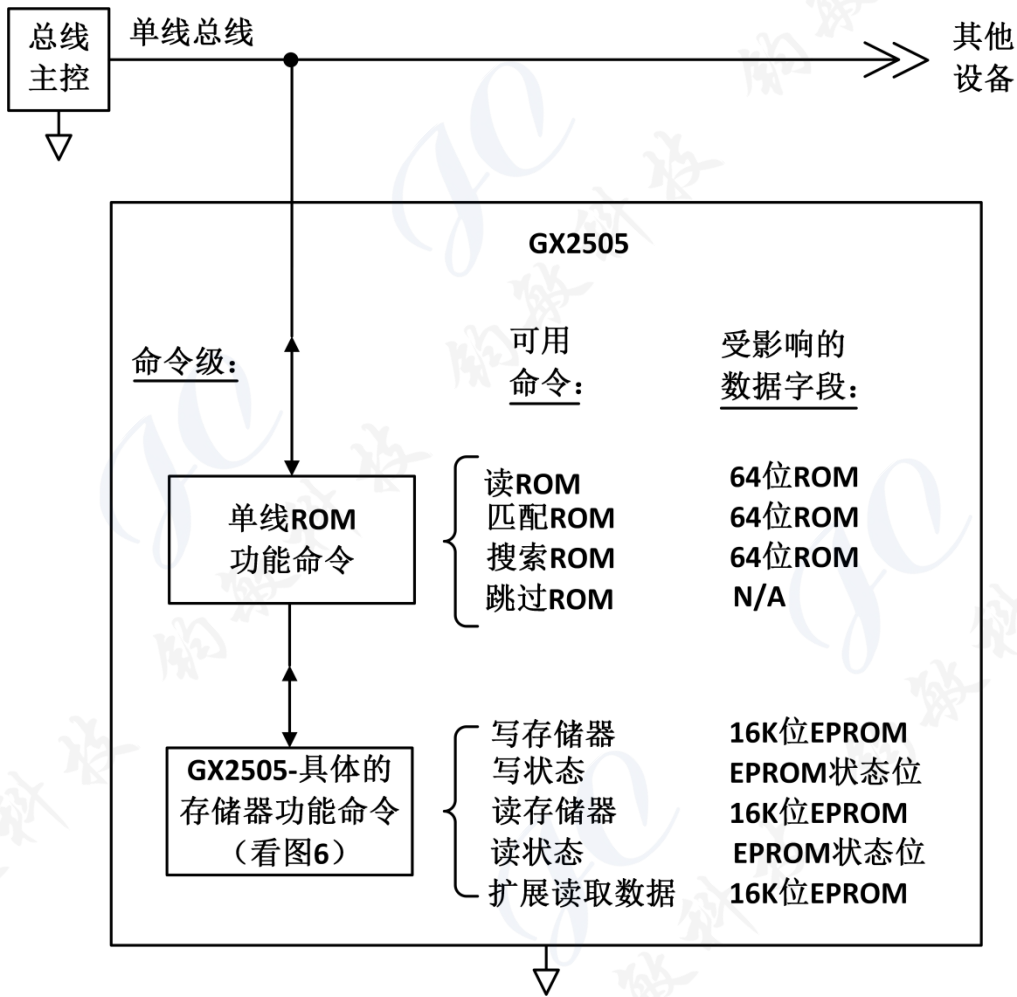 总线
主控
单线总线
其他
设备
GX2505
命令级：
可用
命令：
受影响的
数据字段：
单线ROM
功能命令
读ROM 64位ROM
匹配ROM 64位ROM
搜索ROM 64位ROM
跳过ROM N/A
GX2505-具体的
存储器功能命令
（看图6）
写存储器 16K位EPROM
写状态 EPROM状态位
读存储器 16K位EPROM
读状态 EPROM状态位
扩展读取数据 16K位EPROM